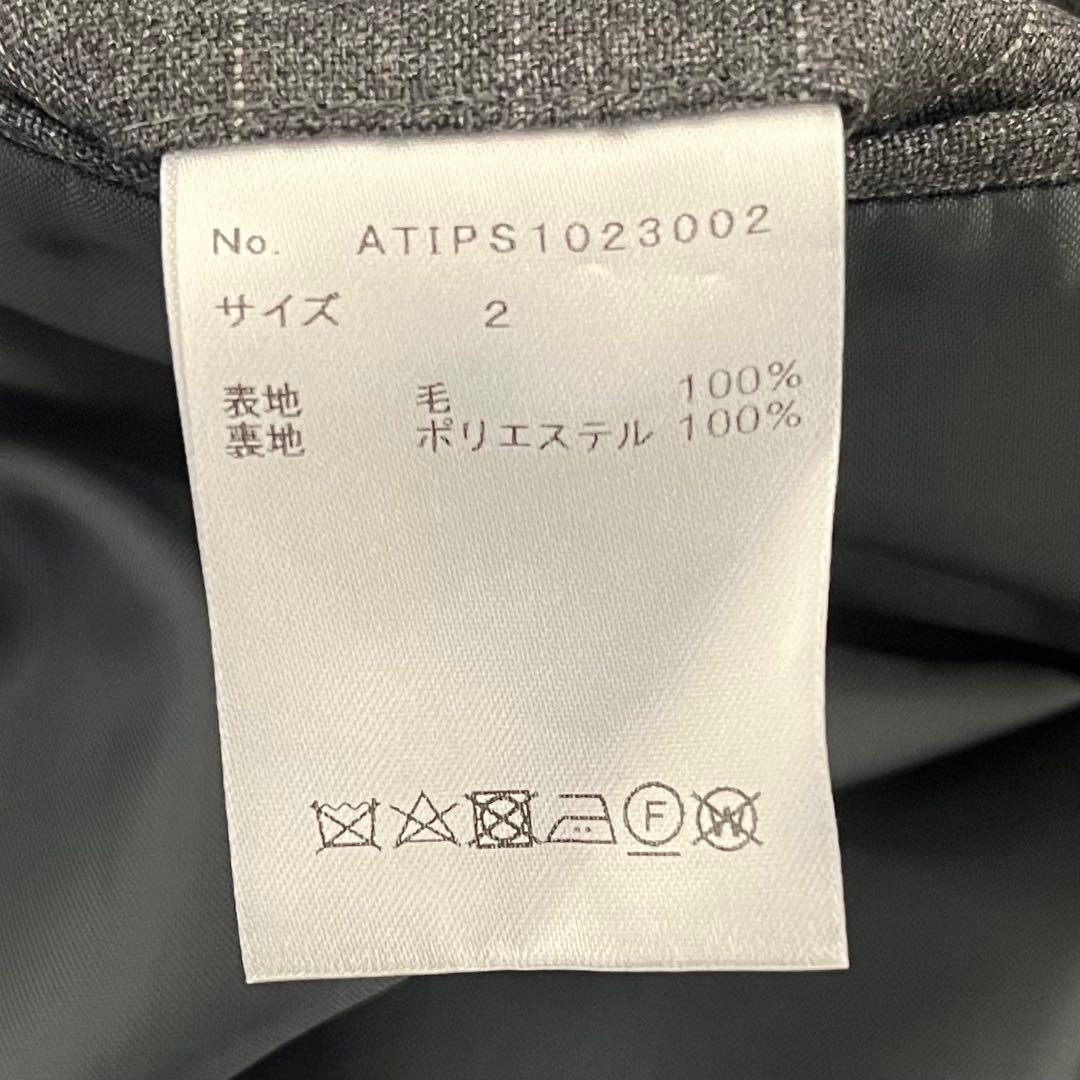 No. ATIPS1023002
サイズ 2
表地 毛 100%
裏地 ポリエステル 100%
F W